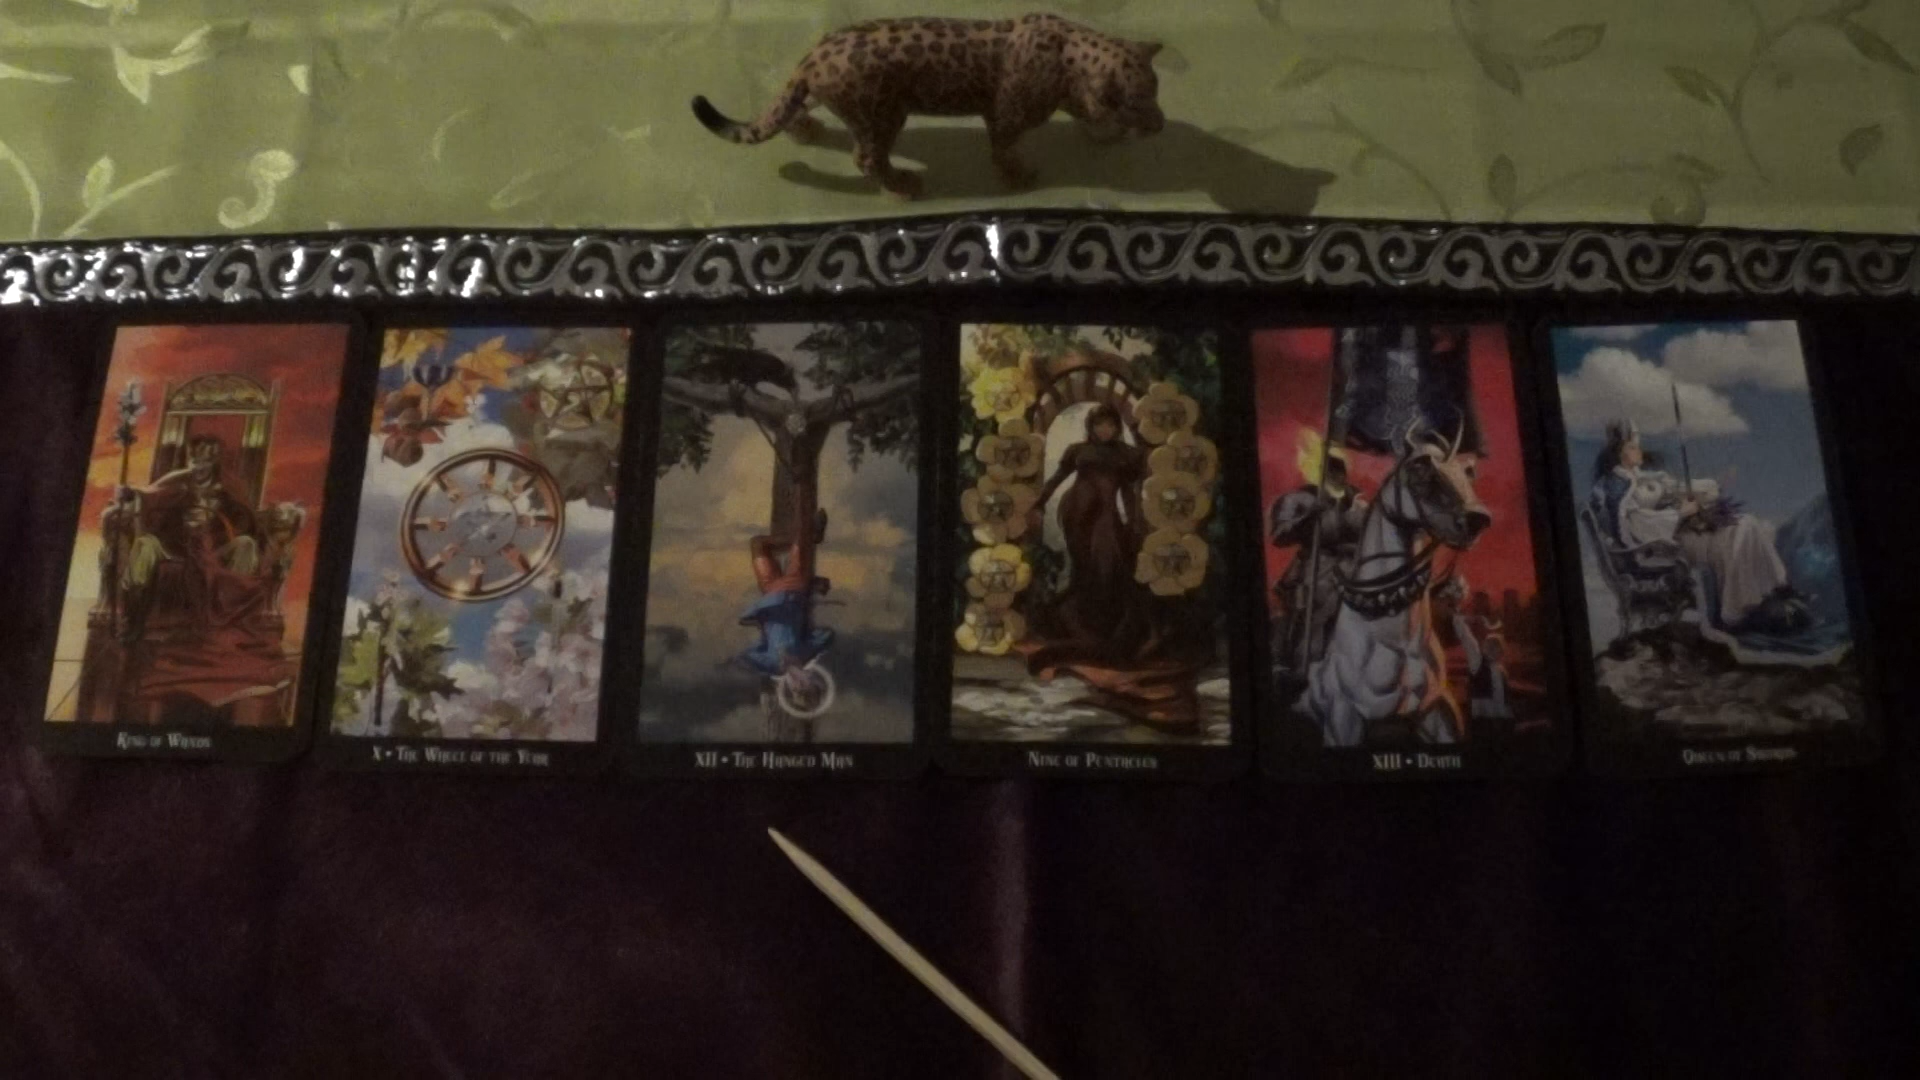 King of Wands
X • The Wheel of the Year
XII • The Hanged Man
Nine of Pentacles
XIII • Death
Queen of Swords